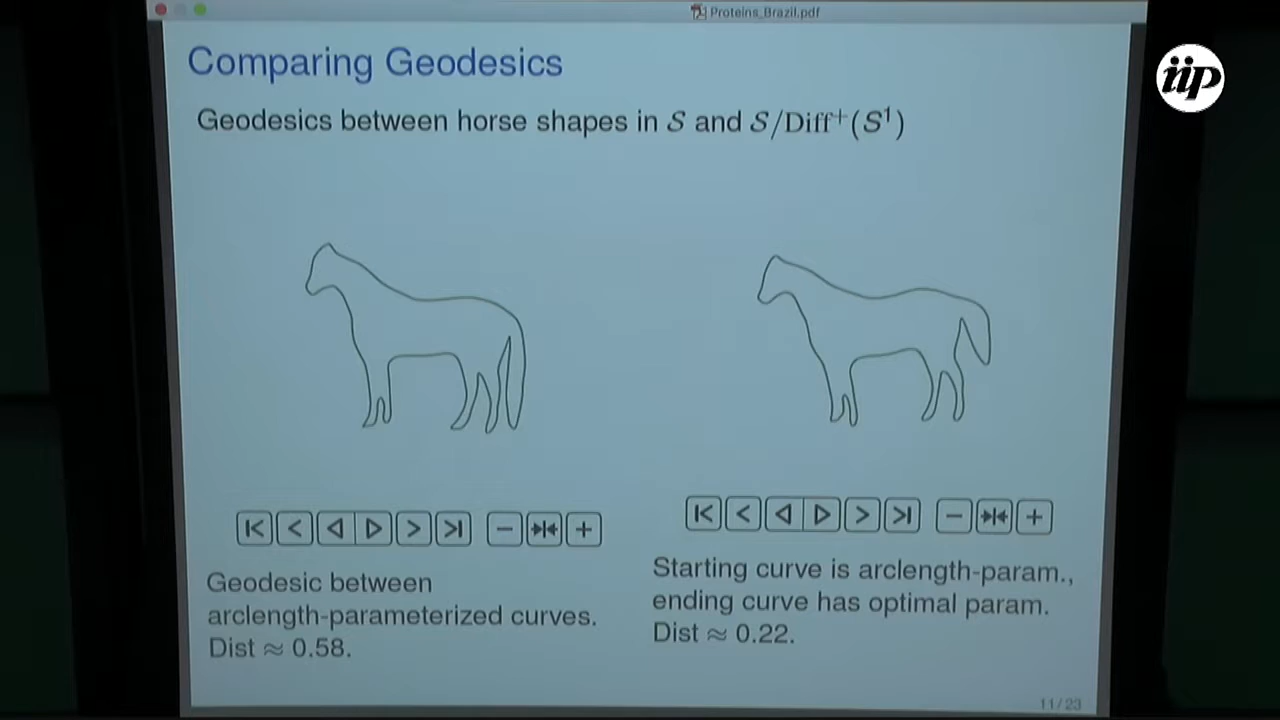 Proteins_Brazil.pdf
iip
Comparing Geodesics
Geodesics between horse shapes in 𝒮 and 𝒮/Diff⁺(S¹)
Geodesic between
arclength-parameterized curves.
Dist ≈ 0.58.
Starting curve is arclength-param.,
ending curve has optimal param.
Dist ≈ 0.22.
11/23